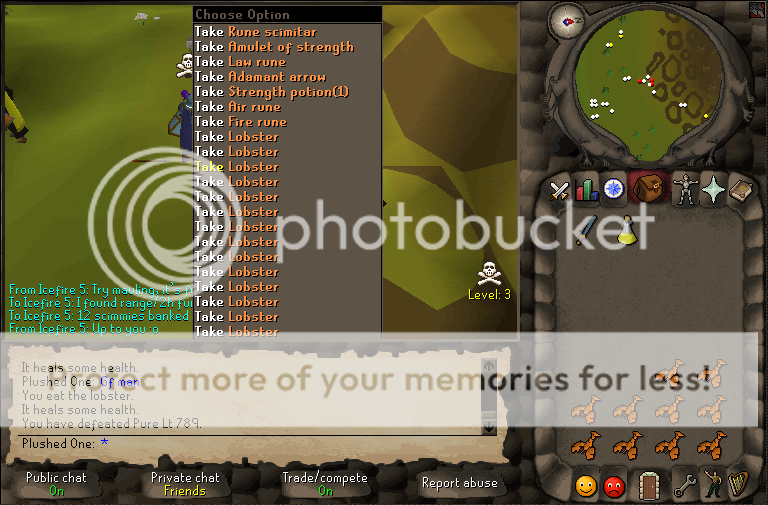 Choose Option
Take Rune scimitar
Take Amulet of strength
Take Law rune
Take Adamant arrow
Take Strength potion(1)
Take Air rune
Take Fire rune
Take Lobster
Take Lobster
Take Lobster
Take Lobster
Take Lobster
Take Lobster
Take Lobster
Take Lobster
Take Lobster
Take Lobster
Take Lobster
Take Lobster
Take Lobster
Take Lobster
Level: 3
From Icefire 5: Try mauling, it's f
To Icefire 5: I found range/2h fu
To Icefire 5: 12 scimmies banked
From Icefire 5: Up to you :o
photobucket
Protect more of your memories for less!
It heals some health.
Plushed One: Gf man
You eat the lobster.
It heals some health.
You have defeated Pure Lt 789.
Plushed One: *
Public chat
On
Private chat
Friends
Trade/compete
On
Report abuse